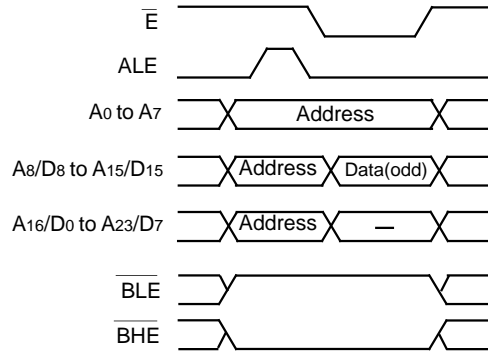 E
ALE
A0 to A7 Address
A8/D8 to A15/D15 Address Data(odd)
A16/D0 to A23/D7 Address –
BLE
BHE